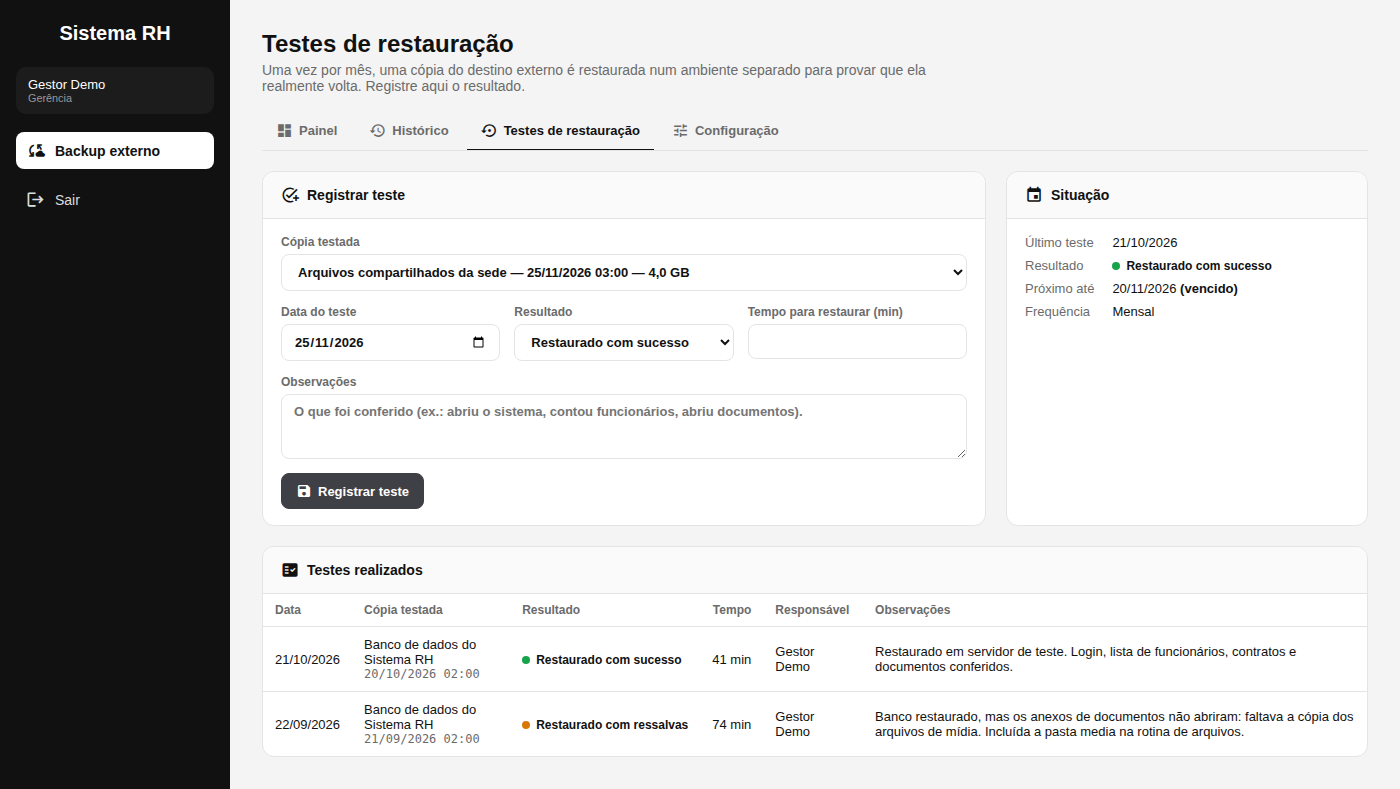 Sistema RH
Gestor Demo
Gerência
Backup externo
Sair
Testes de restauração
Uma vez por mês, uma cópia do destino externo é restaurada num ambiente separado para provar que ela
realmente volta. Registre aqui o resultado.
Painel
Histórico
Testes de restauração
Configuração
Registrar teste
Cópia testada
Arquivos compartilhados da sede — 25/11/2026 03:00 — 4,0 GB
Data do teste
Resultado
Tempo para restaurar (min)
25/11/2026
Restaurado com sucesso
Observações
O que foi conferido (ex.: abriu o sistema, contou funcionários, abriu documentos).
Registrar teste
Situação
Último teste 21/10/2026
Resultado Restaurado com sucesso
Próximo até 20/11/2026 (vencido)
Frequência Mensal
Testes realizados
Data Cópia testada Resultado Tempo Responsável Observações
21/10/2026
Banco de dados do
Sistema RH
20/10/2026 02:00
Restaurado com sucesso
41 min
Gestor
Demo
Restaurado em servidor de teste. Login, lista de funcionários, contratos e
documentos conferidos.
22/09/2026
Banco de dados do
Sistema RH
21/09/2026 02:00
Restaurado com ressalvas
74 min
Gestor
Demo
Banco restaurado, mas os anexos de documentos não abriram: faltava a cópia dos
arquivos de mídia. Incluída a pasta media na rotina de arquivos.